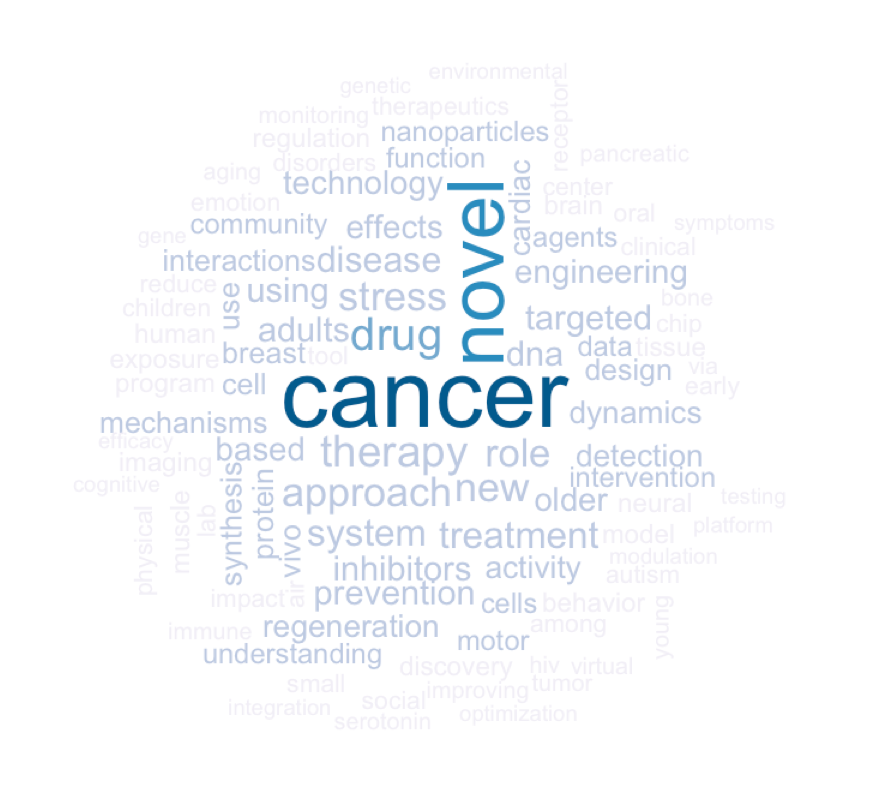 environmental
genetic
therapeutics
monitoring
receptor
nanoparticles
regulation
function
disorders
pancreatic
aging
technology
cardiac
center
emotion
novel
brain
oral
community
effects
symptoms
gene
agents
clinical
interactions
disease
engineering
reduce
using
stress
bone
children
use
targeted
chip
human
adults
drug
data
tissue
exposure
breast
tool
dna
design
via
program
cell
cancer
early
mechanisms
dynamics
efficacy
based
therapy
role
detection
imaging
intervention
cognitive
synthesis
protein
approach
new
older
neural
testing
physical
muscle
lab
vivo
system
treatment
model
platform
inhibitors
activity
modulation
autism
impact
air
prevention
cells
behavior
young
immune
regeneration
motor
among
understanding
discovery
hiv
virtual
small
social
improving
tumor
integration
serotonin
optimization